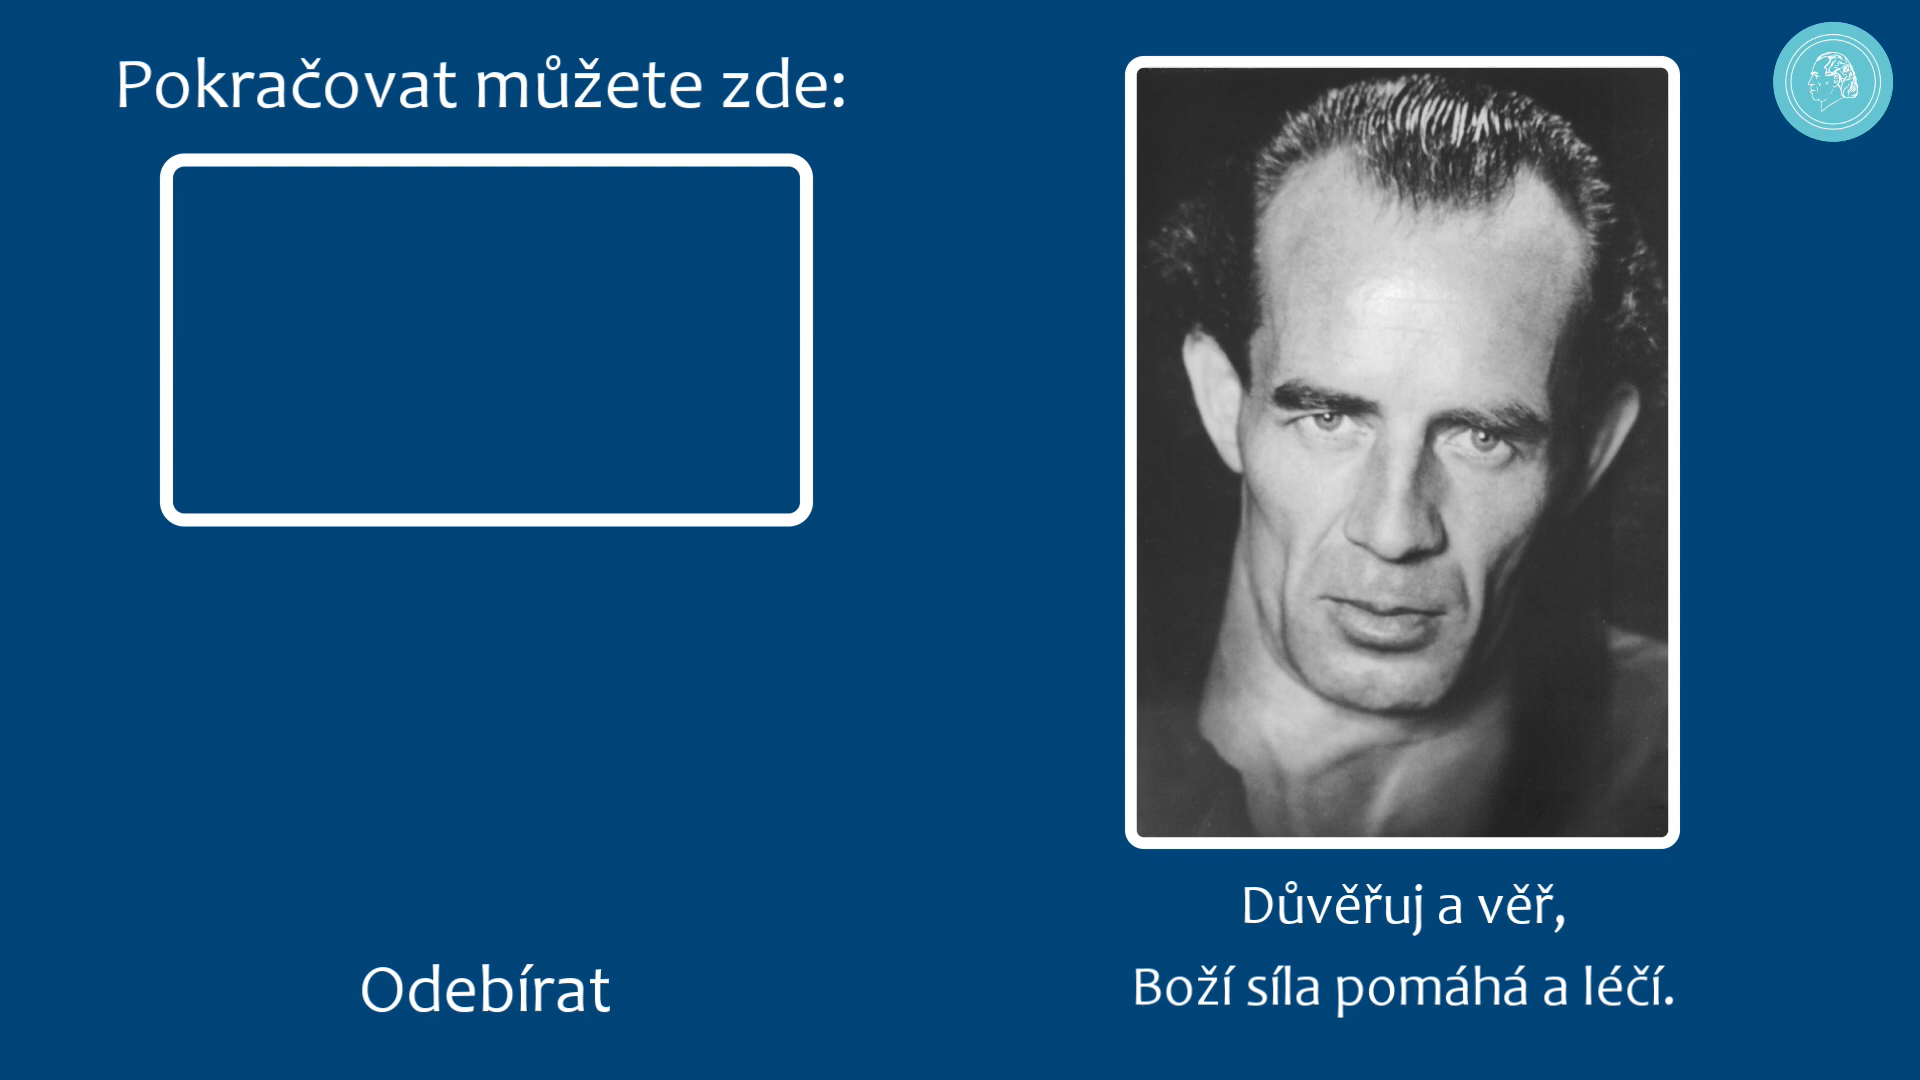 Pokračovat můžete zde:
Odebírat
Důvěřuj a věř,
Boží síla pomáhá a léčí.